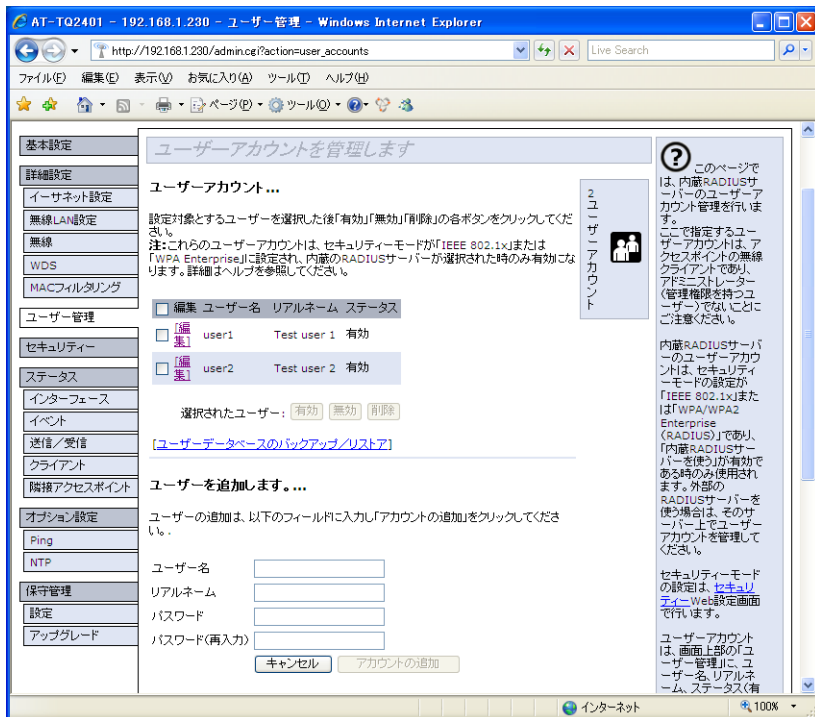 AT-TQ2401 - 192.168.1.230 - ユーザー管理 - Windows Internet Explorer
http://192.168.1.230/admin.cgi?action=user_accounts
Live Search
ファイル(F) 編集(E) 表示(V) お気に入り(A) ツール(T) ヘルプ(H)
ページ(P) ツール(O)
基本設定
詳細設定
イーサネット設定
無線LAN設定
無線
WDS
MACフィルタリング
ユーザー管理
セキュリティー
ステータス
インターフェース
イベント
送信/受信
クライアント
隣接アクセスポイント
オプション設定
Ping
NTP
保守管理
設定
アップグレード
ユーザーアカウントを管理します
ユーザーアカウント...
設定対象とするユーザーを選択した後「有効」「無効」「削除」の各ボタンをクリックしてくだ
さい。
注:これらのユーザーアカウントは、セキュリティーモードが「IEEE 802.1x」または
「WPA Enterprise」に設定され、内蔵のRADIUSサーバーが選択された時のみ有効にな
ります。詳細はヘルプを参照してください。
編集 ユーザー名 リアルネーム ステータス
[編
集] user1 Test user 1 有効
[編
集] user2 Test user 2 有効
選択されたユーザー: 有効 無効 削除
[ユーザーデータベースのバックアップ/リストア]
ユーザーを追加します。...
ユーザーの追加は、以下のフィールドに入力し「アカウントの追加」をクリックしてくださ
い。.
ユーザー名
リアルネーム
パスワード
パスワード(再入力)
キャンセル アカウントの追加
2ユーザーアカウント
このページで
は、内蔵RADIUSサ
ーバーのユーザーア
カウント管理を行いま
す。
ここで指定するユー
ザーアカウントは、ア
クセスポイントの無線
クライアントであり、
アドミニストレーター
(管理権限を持つユ
ーザー)でないことに
ご注意ください。
内蔵RADIUSサーバ
ーのユーザーアカウ
ントは、セキュリティ
ーモードの設定が
「IEEE 802.1x」また
は「WPA/WPA2
Enterprise
(RADIUS)」であり、
「内蔵RADIUSサー
バーを使う」が有効で
ある時のみ使用され
ます。外部の
RADIUSサーバーを
使う場合は、そのサ
ーバー上でユーザー
アカウントを管理して
ください。
セキュリティーモード
の設定は、セキュリ
ティーWeb設定画面
で行います。
ユーザーアカウント
は、画面上部の「ユ
ーザー管理」に、ユ
ーザー名、リアルネ
ーム、ステータス(有
インターネット
100%